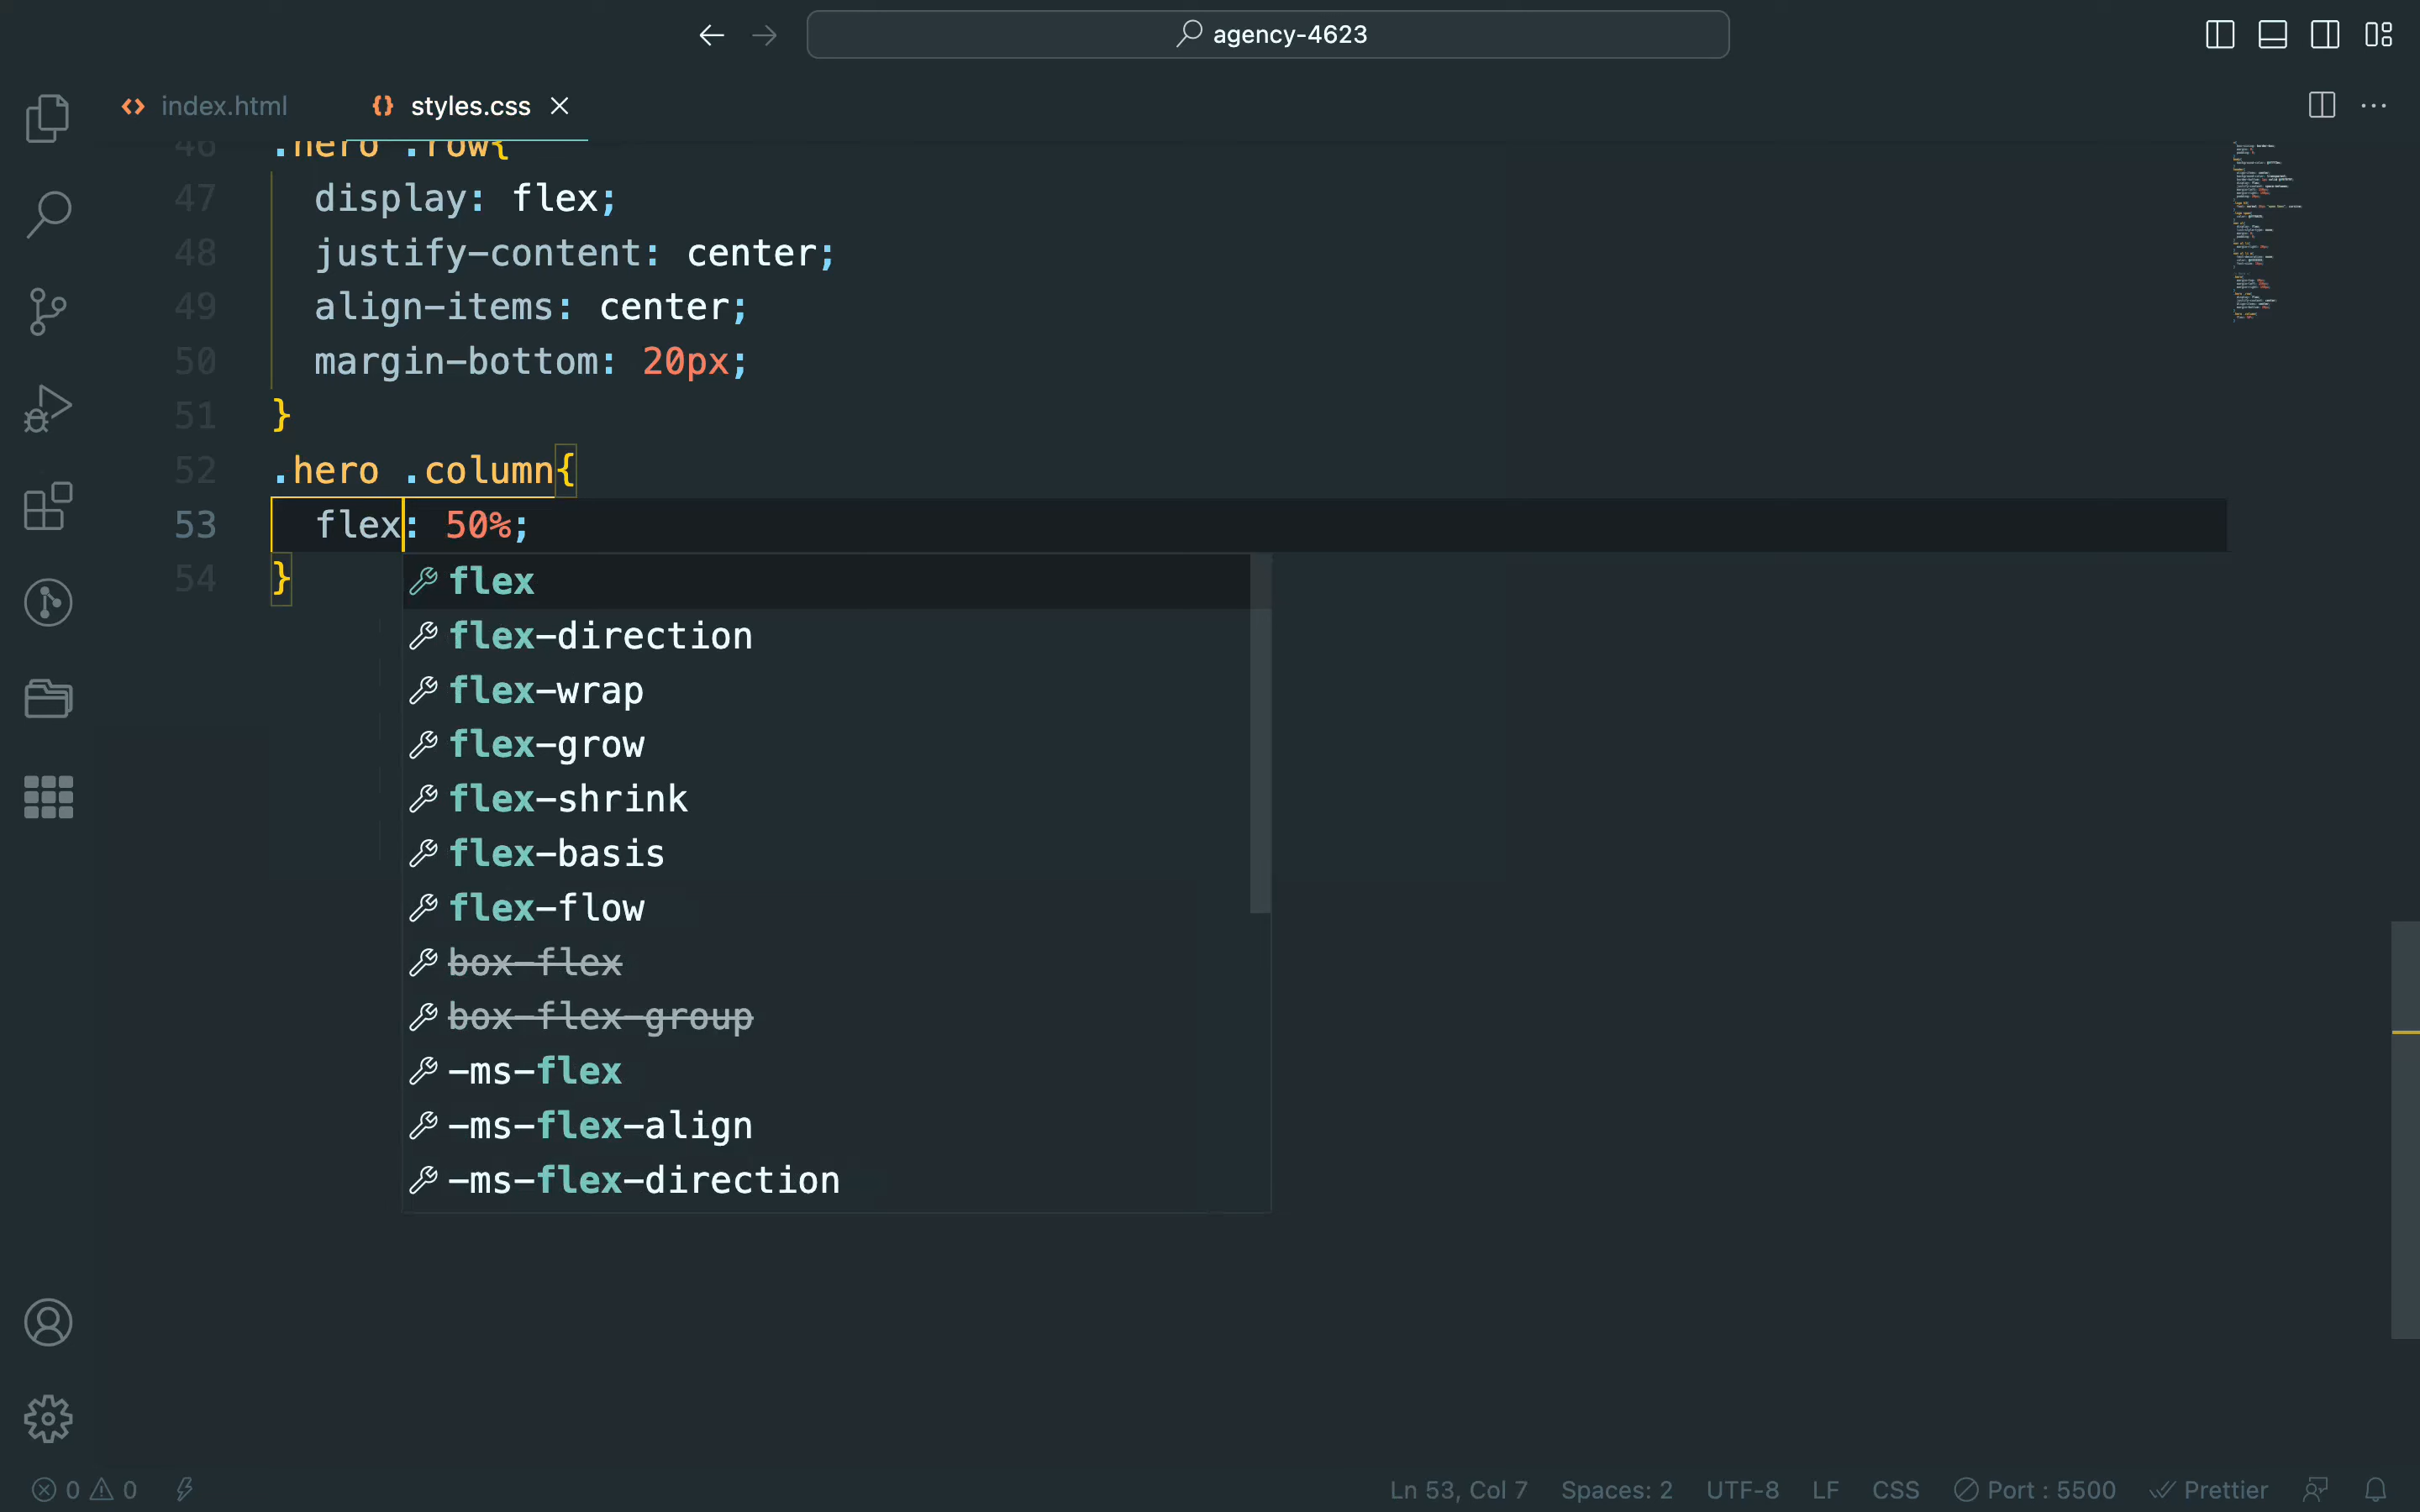 agency-4623
index.html
styles.css
46 .hero .row{
47 display: flex;
48 justify-content: center;
49 align-items: center;
50 margin-bottom: 20px;
51 }
52 .hero .column{
53 flex: 50%;
54 }
flex
flex-direction
flex-wrap
flex-grow
flex-shrink
flex-basis
flex-flow
box-flex
box-flex-group
-ms-flex
-ms-flex-align
-ms-flex-direction
0 0 Ln 53, Col 7 Spaces: 2 UTF-8 LF CSS Port : 5500 Prettier